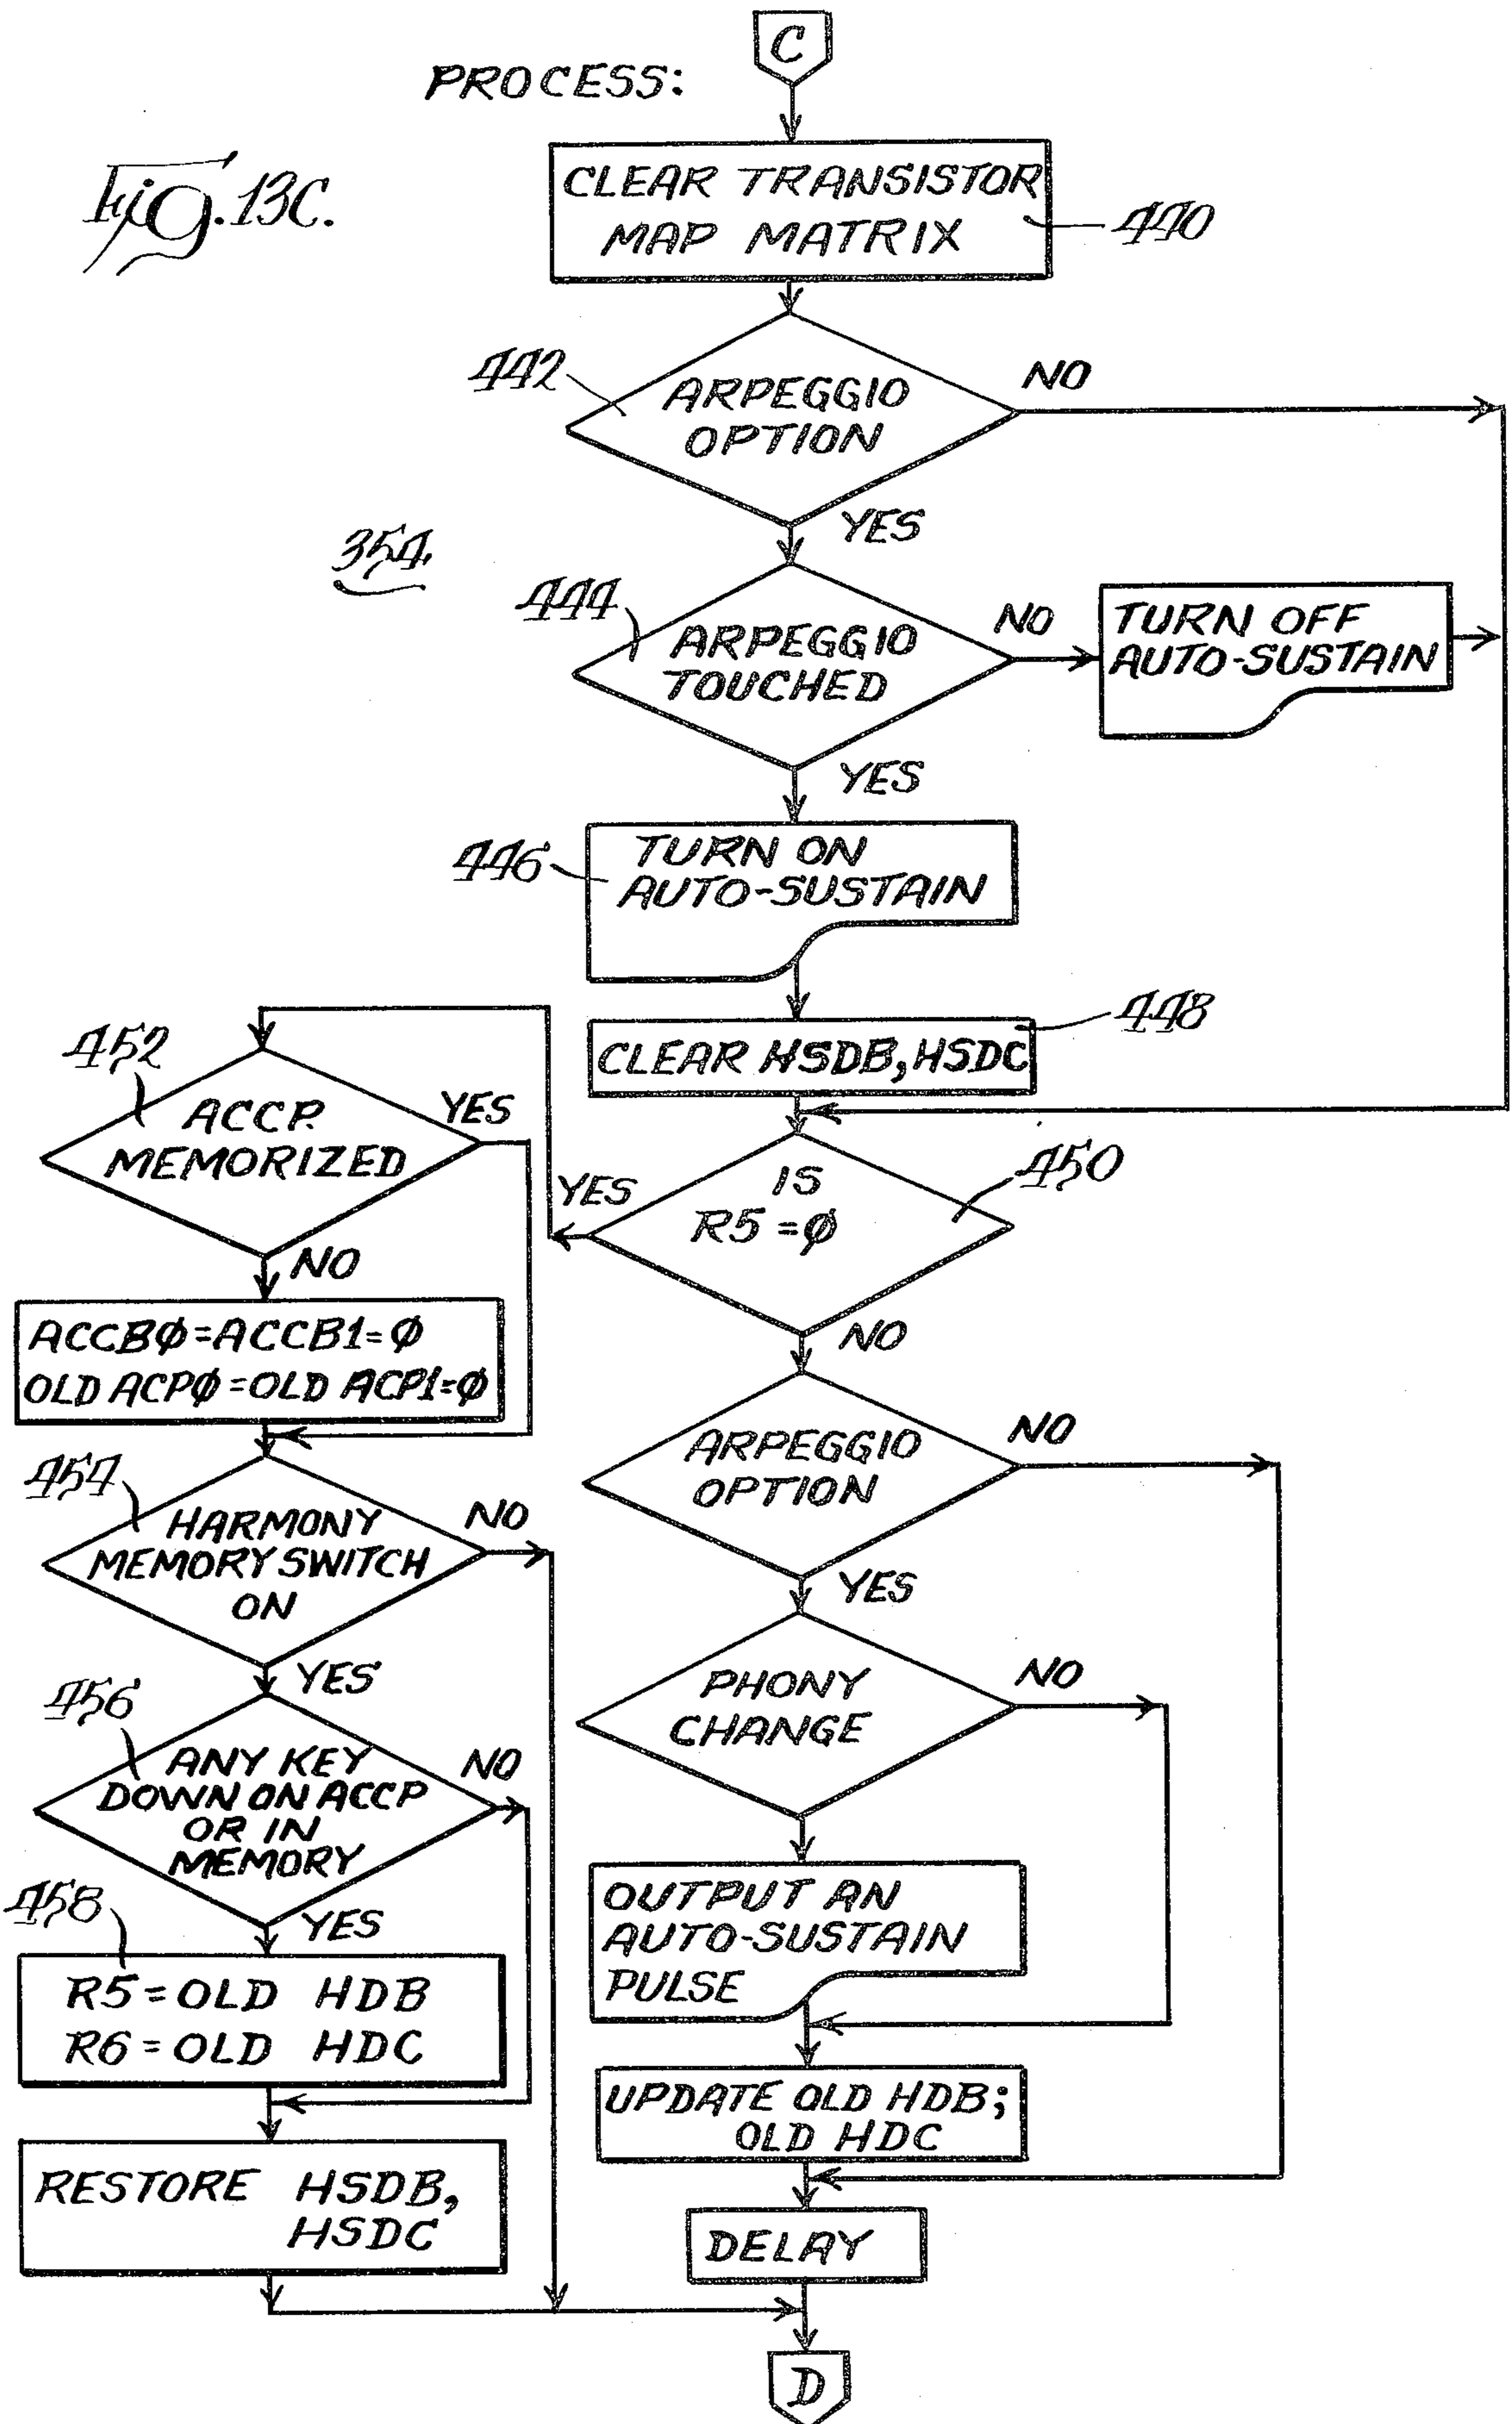 C
PROCESS:
Fig. 13C.
CLEAR TRANSISTOR
MAP MATRIX
440
442
ARPEGGIO
OPTION
NO
YES
354.
444
ARPEGGIO
TOUCHED
NO
TURN OFF
AUTO-SUSTAIN
YES
446
TURN ON
AUTO-SUSTAIN
448
CLEAR HSDB, HSDC
452
ACCP.
MEMORIZED
YES
NO
450
IS
R5 = Ø
YES
NO
ACCBØ = ACCB1 = Ø
OLD ACPØ = OLD ACP1 = Ø
454
HARMONY
MEMORY SWITCH
ON
NO
YES
ARPEGGIO
OPTION
NO
YES
456
ANY KEY
DOWN ON ACCP
OR IN
MEMORY
NO
YES
PHONY
CHANGE
NO
458
R5 = OLD HDB
R6 = OLD HDC
OUTPUT AN
AUTO-SUSTAIN
PULSE
UPDATE OLD HDB;
OLD HDC
RESTORE HSDB,
HSDC
DELAY
D